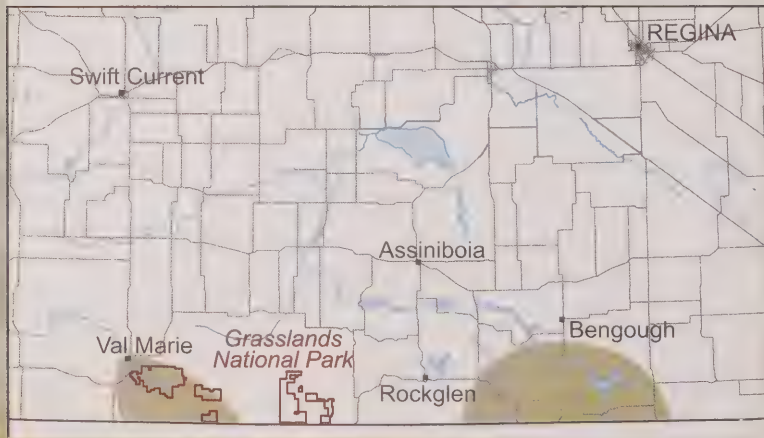 REGINA
Swift Current
Assiniboia
Bengough
Val Marie
Grasslands
National Park
Rockglen